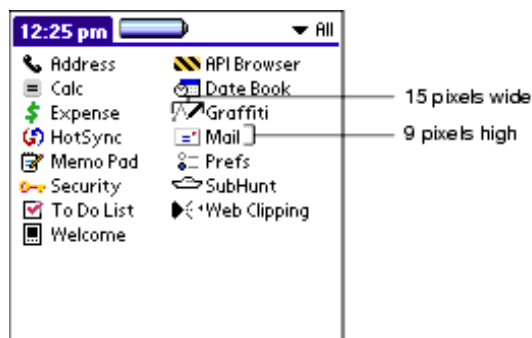 12:25 pm All
Address API Browser
Calc Date Book
15 pixels wide
Expense Graffiti
HotSync Mail
9 pixels high
Memo Pad Prefs
Security SubHunt
To Do List Web Clipping
Welcome